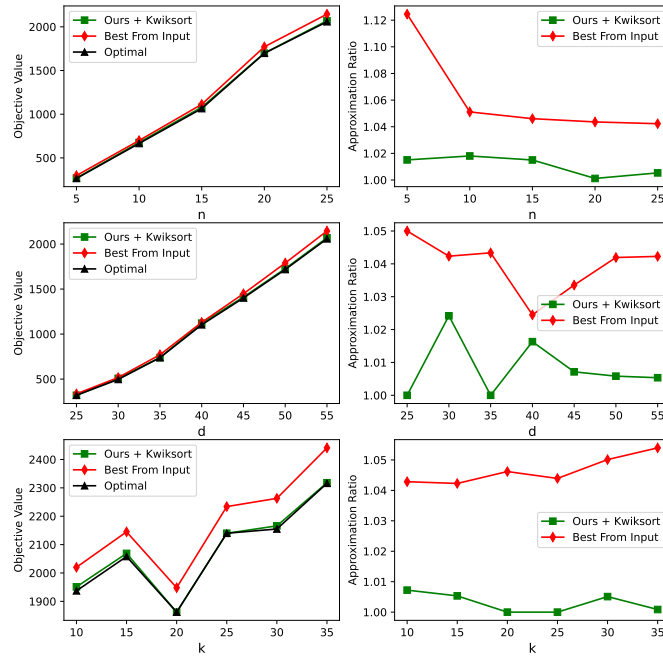 Objective Value
2000
1500
1000
500
Ours + Kwiksort
Best From Input
Optimal
5 10 15 20 25
n
Approximation Ratio
1.12
1.10
1.08
1.06
1.04
1.02
1.00
Ours + Kwiksort
Best From Input
5 10 15 20 25
n
Objective Value
2000
1500
1000
500
Ours + Kwiksort
Best From Input
Optimal
25 30 35 40 45 50 55
d
Approximation Ratio
1.05
1.04
1.03
1.02
1.01
1.00
Ours + Kwiksort
Best From Input
25 30 35 40 45 50 55
d
Objective Value
2400
2300
2200
2100
2000
1900
Ours + Kwiksort
Best From Input
Optimal
10 15 20 25 30 35
k
Approximation Ratio
1.05
1.04
1.03
1.02
1.01
1.00
Ours + Kwiksort
Best From Input
10 15 20 25 30 35
k